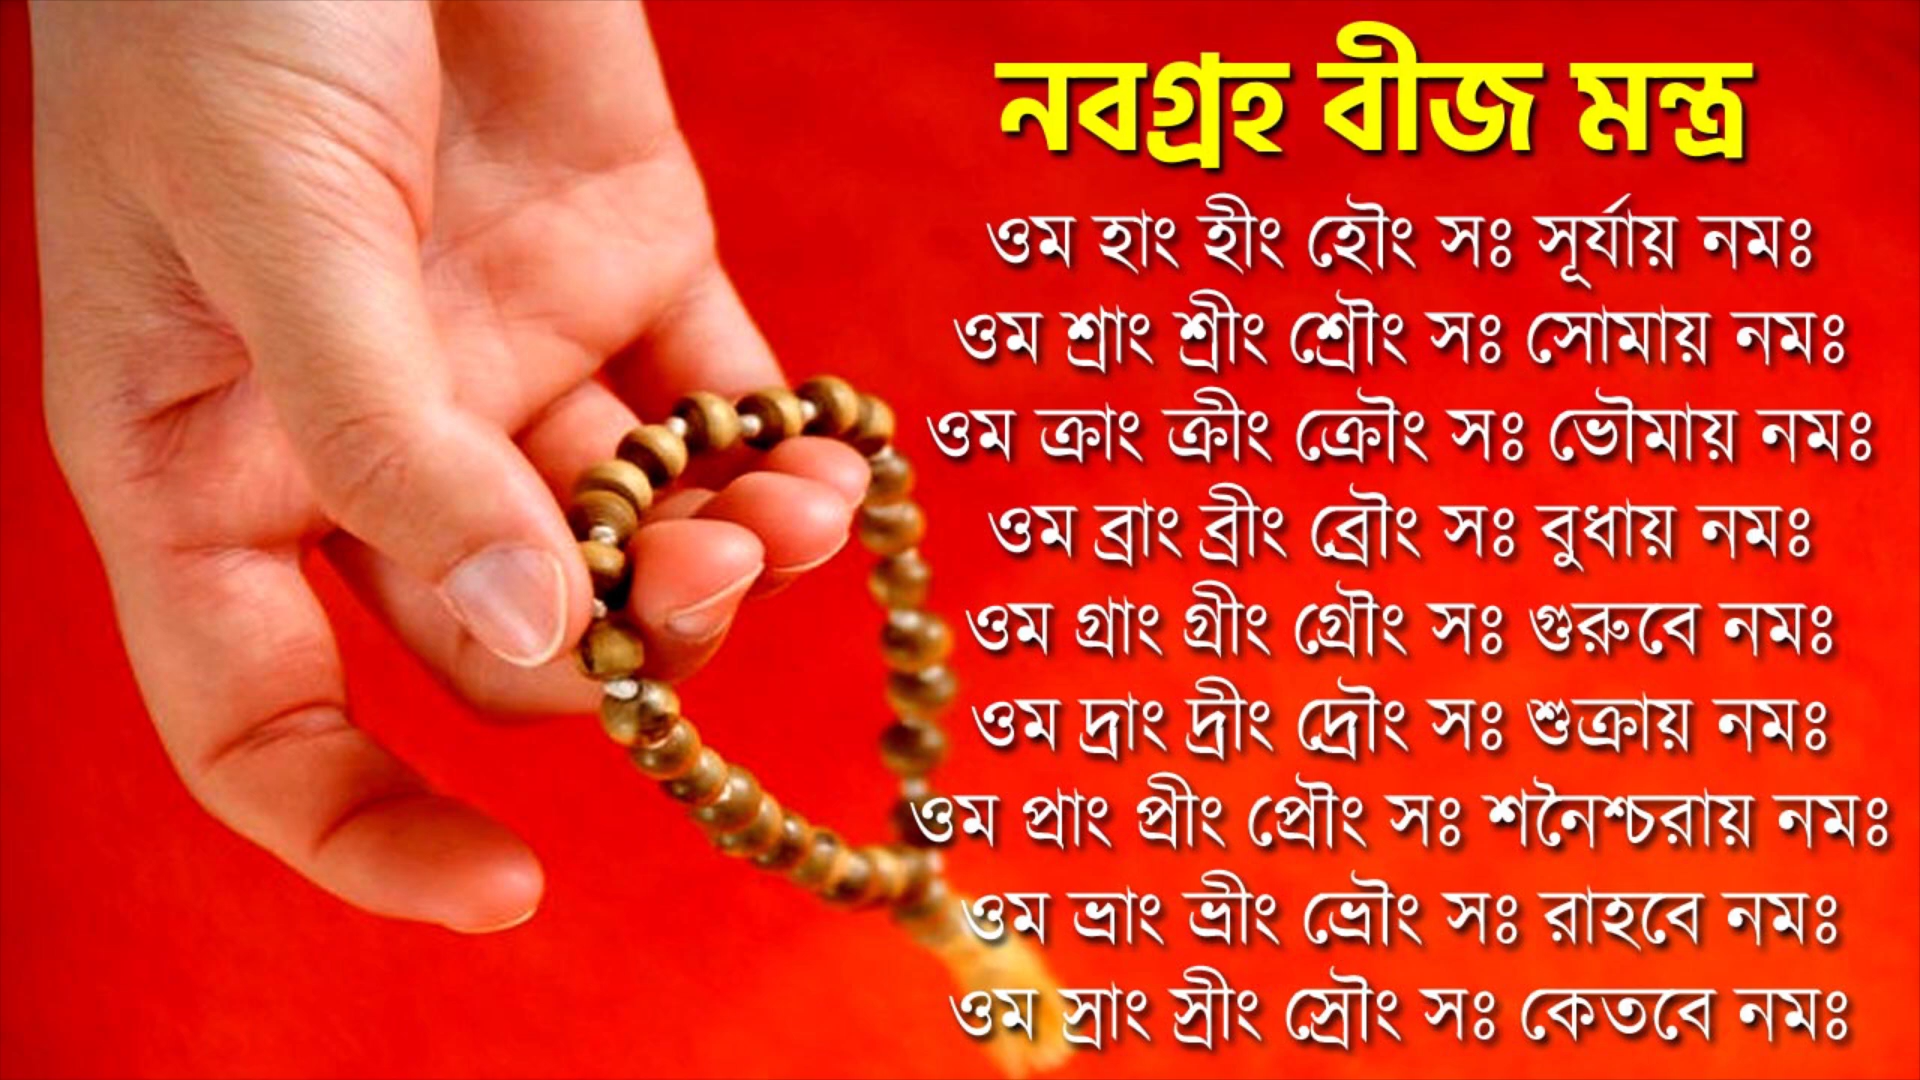 নবগ্রহ বীজ মন্ত্র
ওম হাং হীং হৌং সঃ সূর্যায় নমঃ
ওম শ্রাং শ্রীং শ্রৌং সঃ সোমায় নমঃ
ওম ক্রাং ক্রীং ক্রৌং সঃ ভৌমায় নমঃ
ওম ব্রাং ব্রীং ব্রৌং সঃ বুধায় নমঃ
ওম গ্রাং গ্রীং গ্রৌং সঃ গুরুবে নমঃ
ওম দ্রাং দ্রীং দ্রৌং সঃ শুক্রায় নমঃ
ওম প্রাং প্রীং প্রৌং সঃ শনৈশ্চরায় নমঃ
ওম ভ্রাং ভ্রীং ভ্রৌং সঃ রাহবে নমঃ
ওম স্রাং স্রীং স্রৌং সঃ কেতবে নমঃ